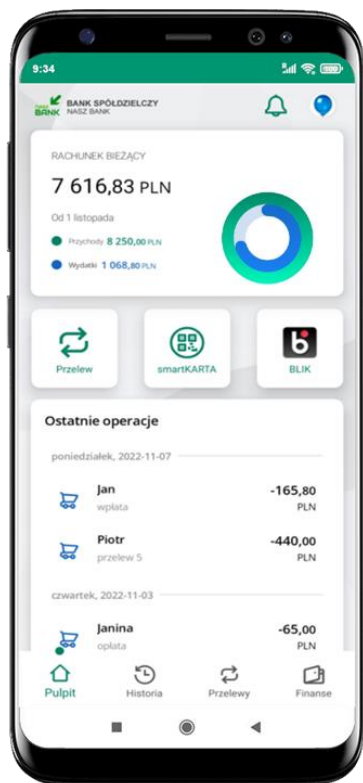 9:34
NASZ BANK
BANK SPÓŁDZIELCZY
NASZ BANK
RACHUNEK BIEŻĄCY
7 616,83 PLN
Od 1 listopada
Przychody 8 250,00 PLN
Wydatki 1 068,80 PLN
Przelew
smartKARTA
BLIK
Ostatnie operacje
poniedziałek, 2022-11-07
Jan -165,80
wpłata PLN
Piotr -440,00
przelew 5 PLN
czwartek, 2022-11-03
Janina -65,00
opłata PLN
Pulpit
Historia
Przelewy
Finanse